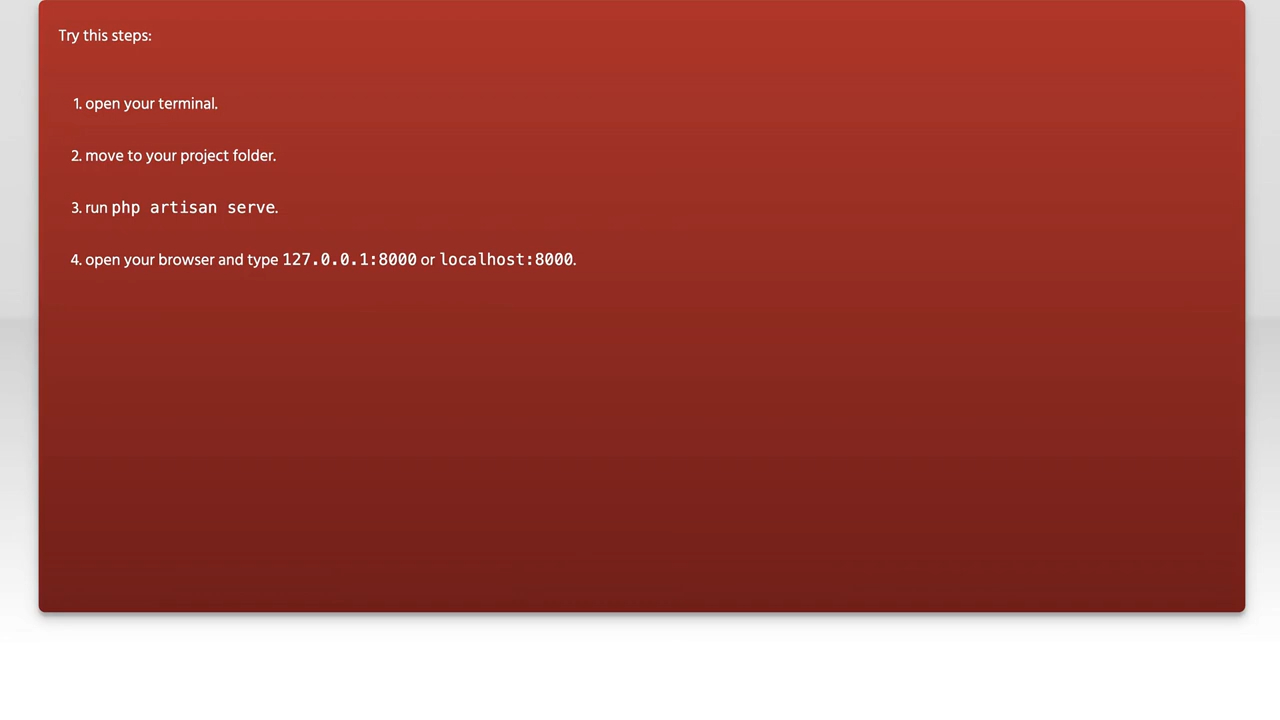 Try this steps:
1. open your terminal.
2. move to your project folder.
3. run php artisan serve.
4. open your browser and type 127.0.0.1:8000 or localhost:8000.